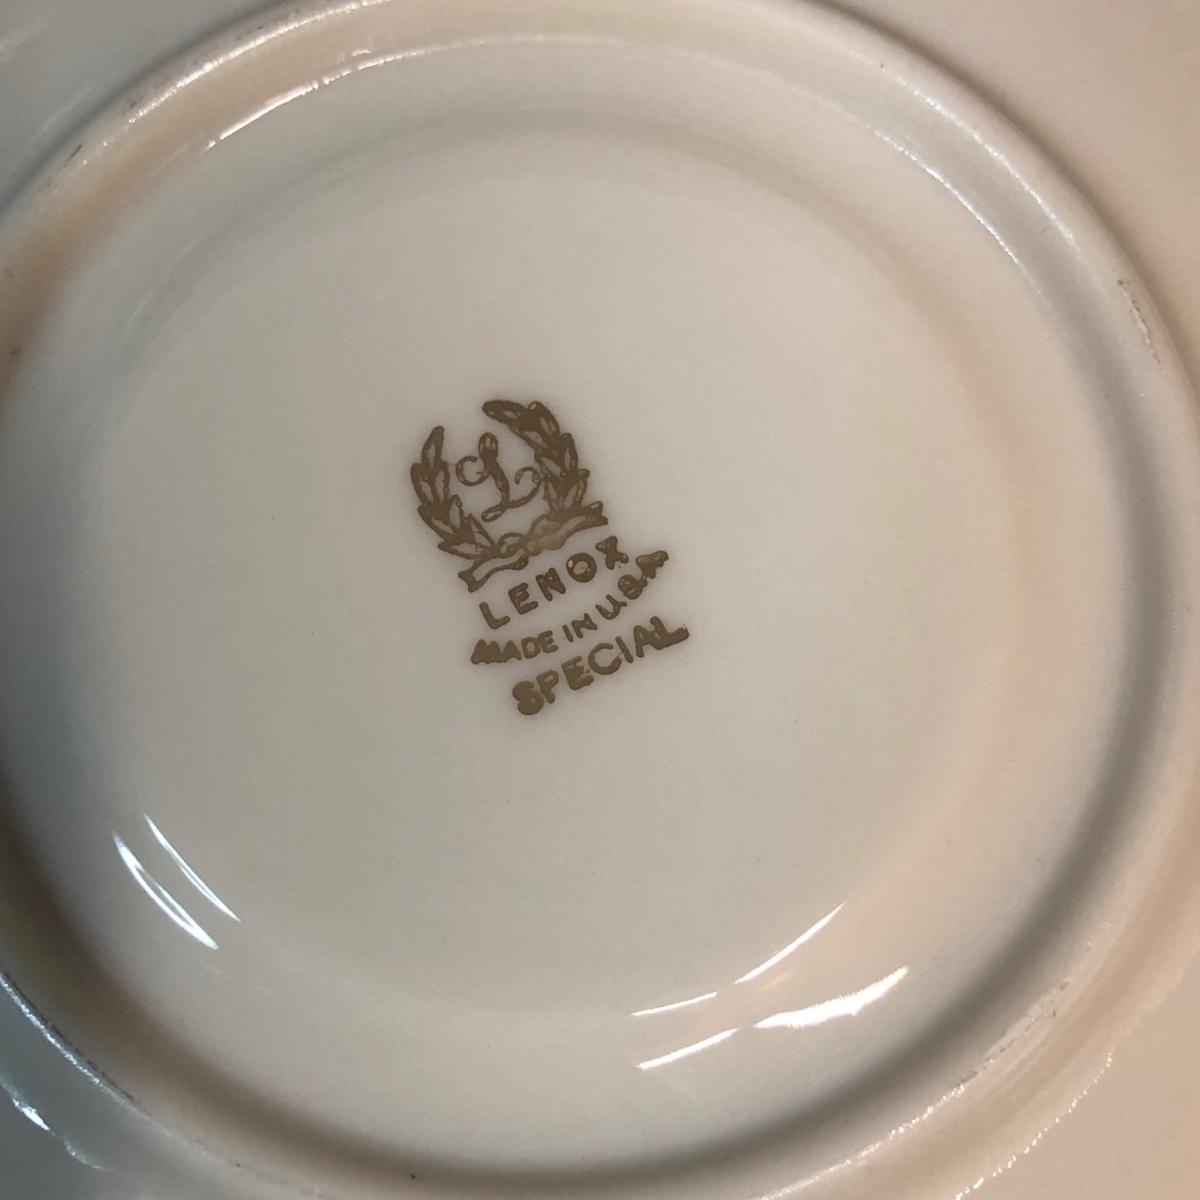 L
LENOX
MADE IN U.S.A
SPECIAL